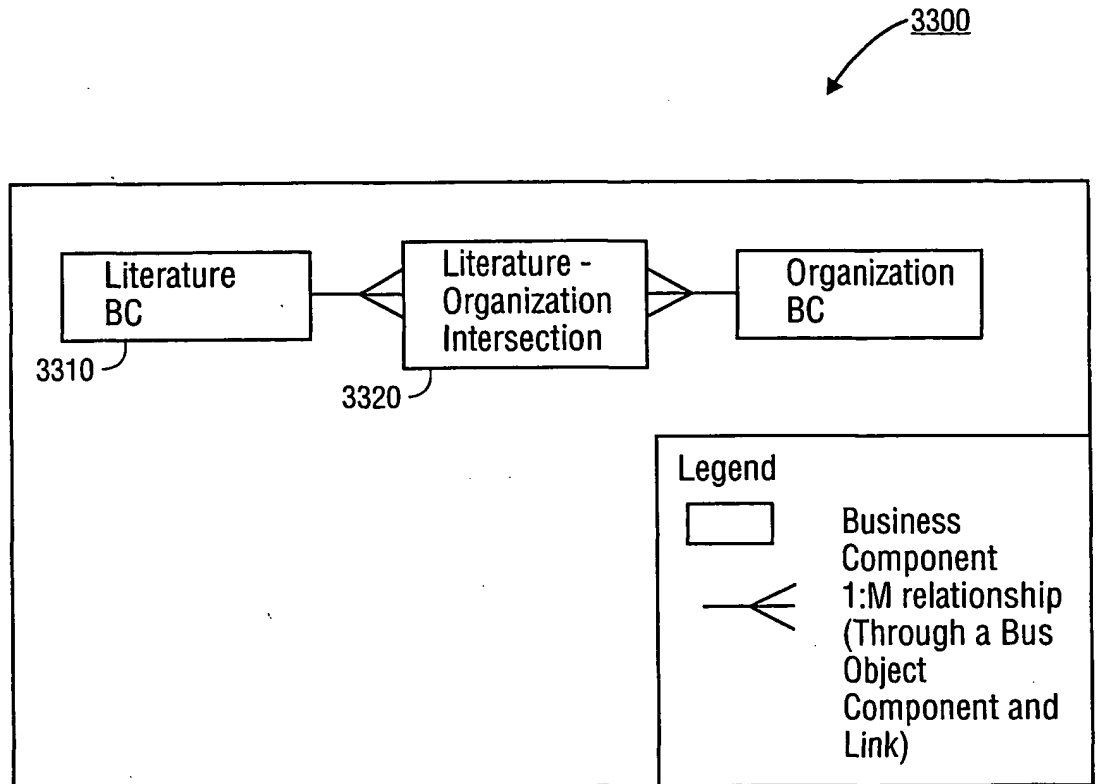 3300
Literature
BC
3310
Literature -
Organization
Intersection
3320
Organization
BC
Legend
Business
Component
1:M relationship
(Through a Bus
Object
Component and
Link)